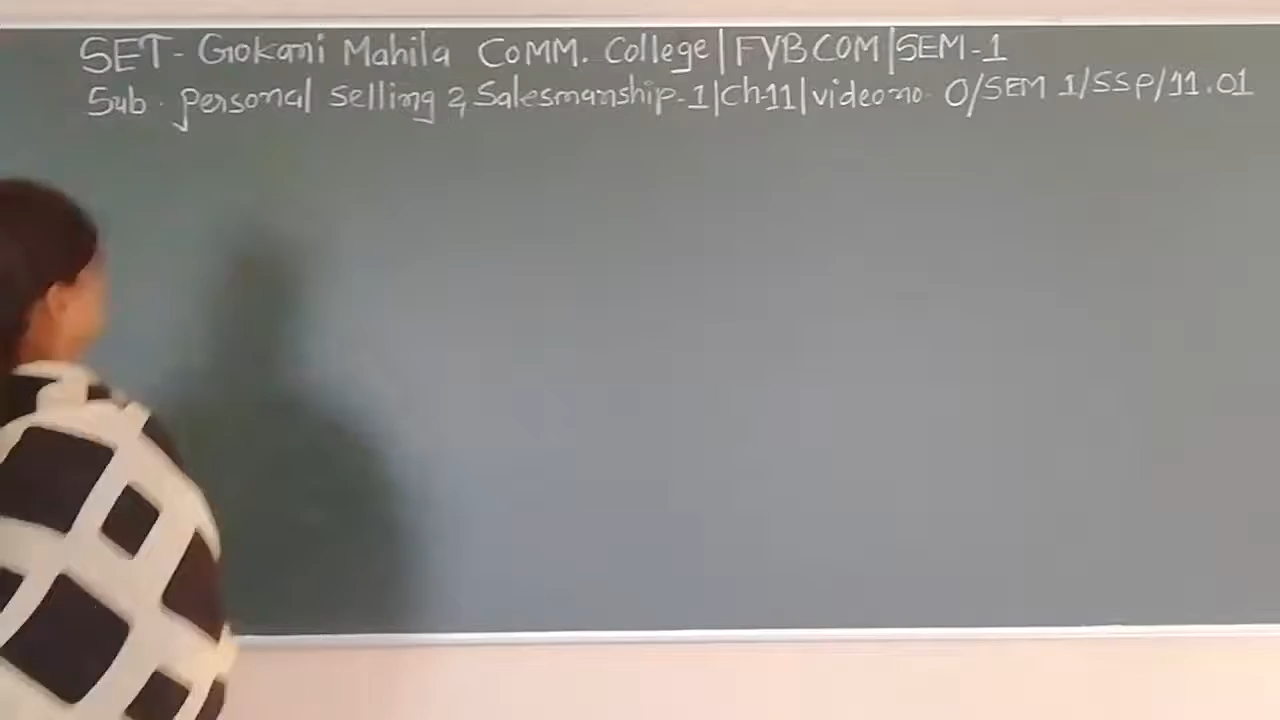 SET - Gokani Mahila COMM. College|FYBCOM|SEM-1
Sub. Personal Selling & Salesmanship-1|Ch-11|video no. O/SEM 1/SSP/11.01